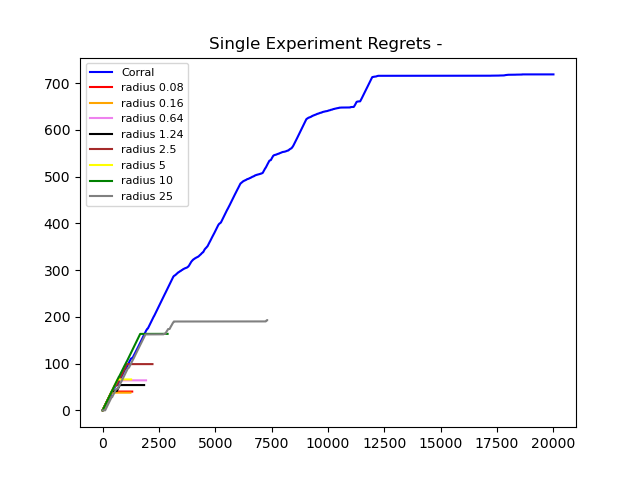 Single Experiment Regrets -
Corral
radius 0.08
radius 0.16
radius 0.64
radius 1.24
radius 2.5
radius 5
radius 10
radius 25
700
600
500
400
300
200
100
0
0 2500 5000 7500 10000 12500 15000 17500 20000